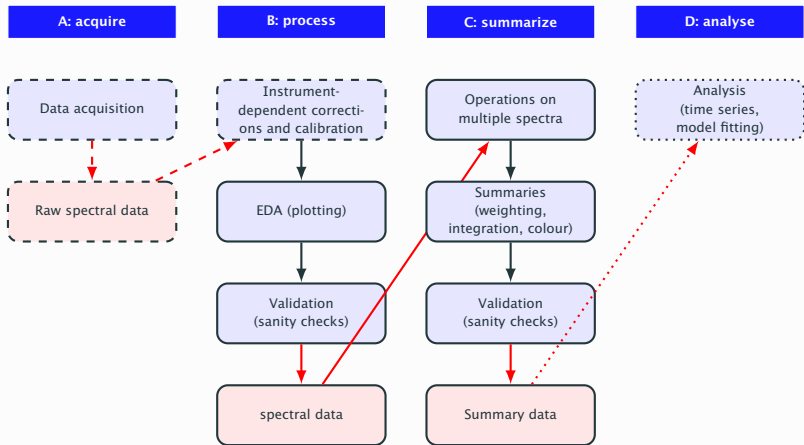 A: acquire
Data acquisition
Raw spectral data
B: process
Instrument-
dependent correcti-
ons and calibration
EDA (plotting)
Validation
(sanity checks)
spectral data
C: summarize
Operations on
multiple spectra
Summaries
(weighting,
integration, colour)
Validation
(sanity checks)
Summary data
D: analyse
Analysis
(time series,
model fitting)